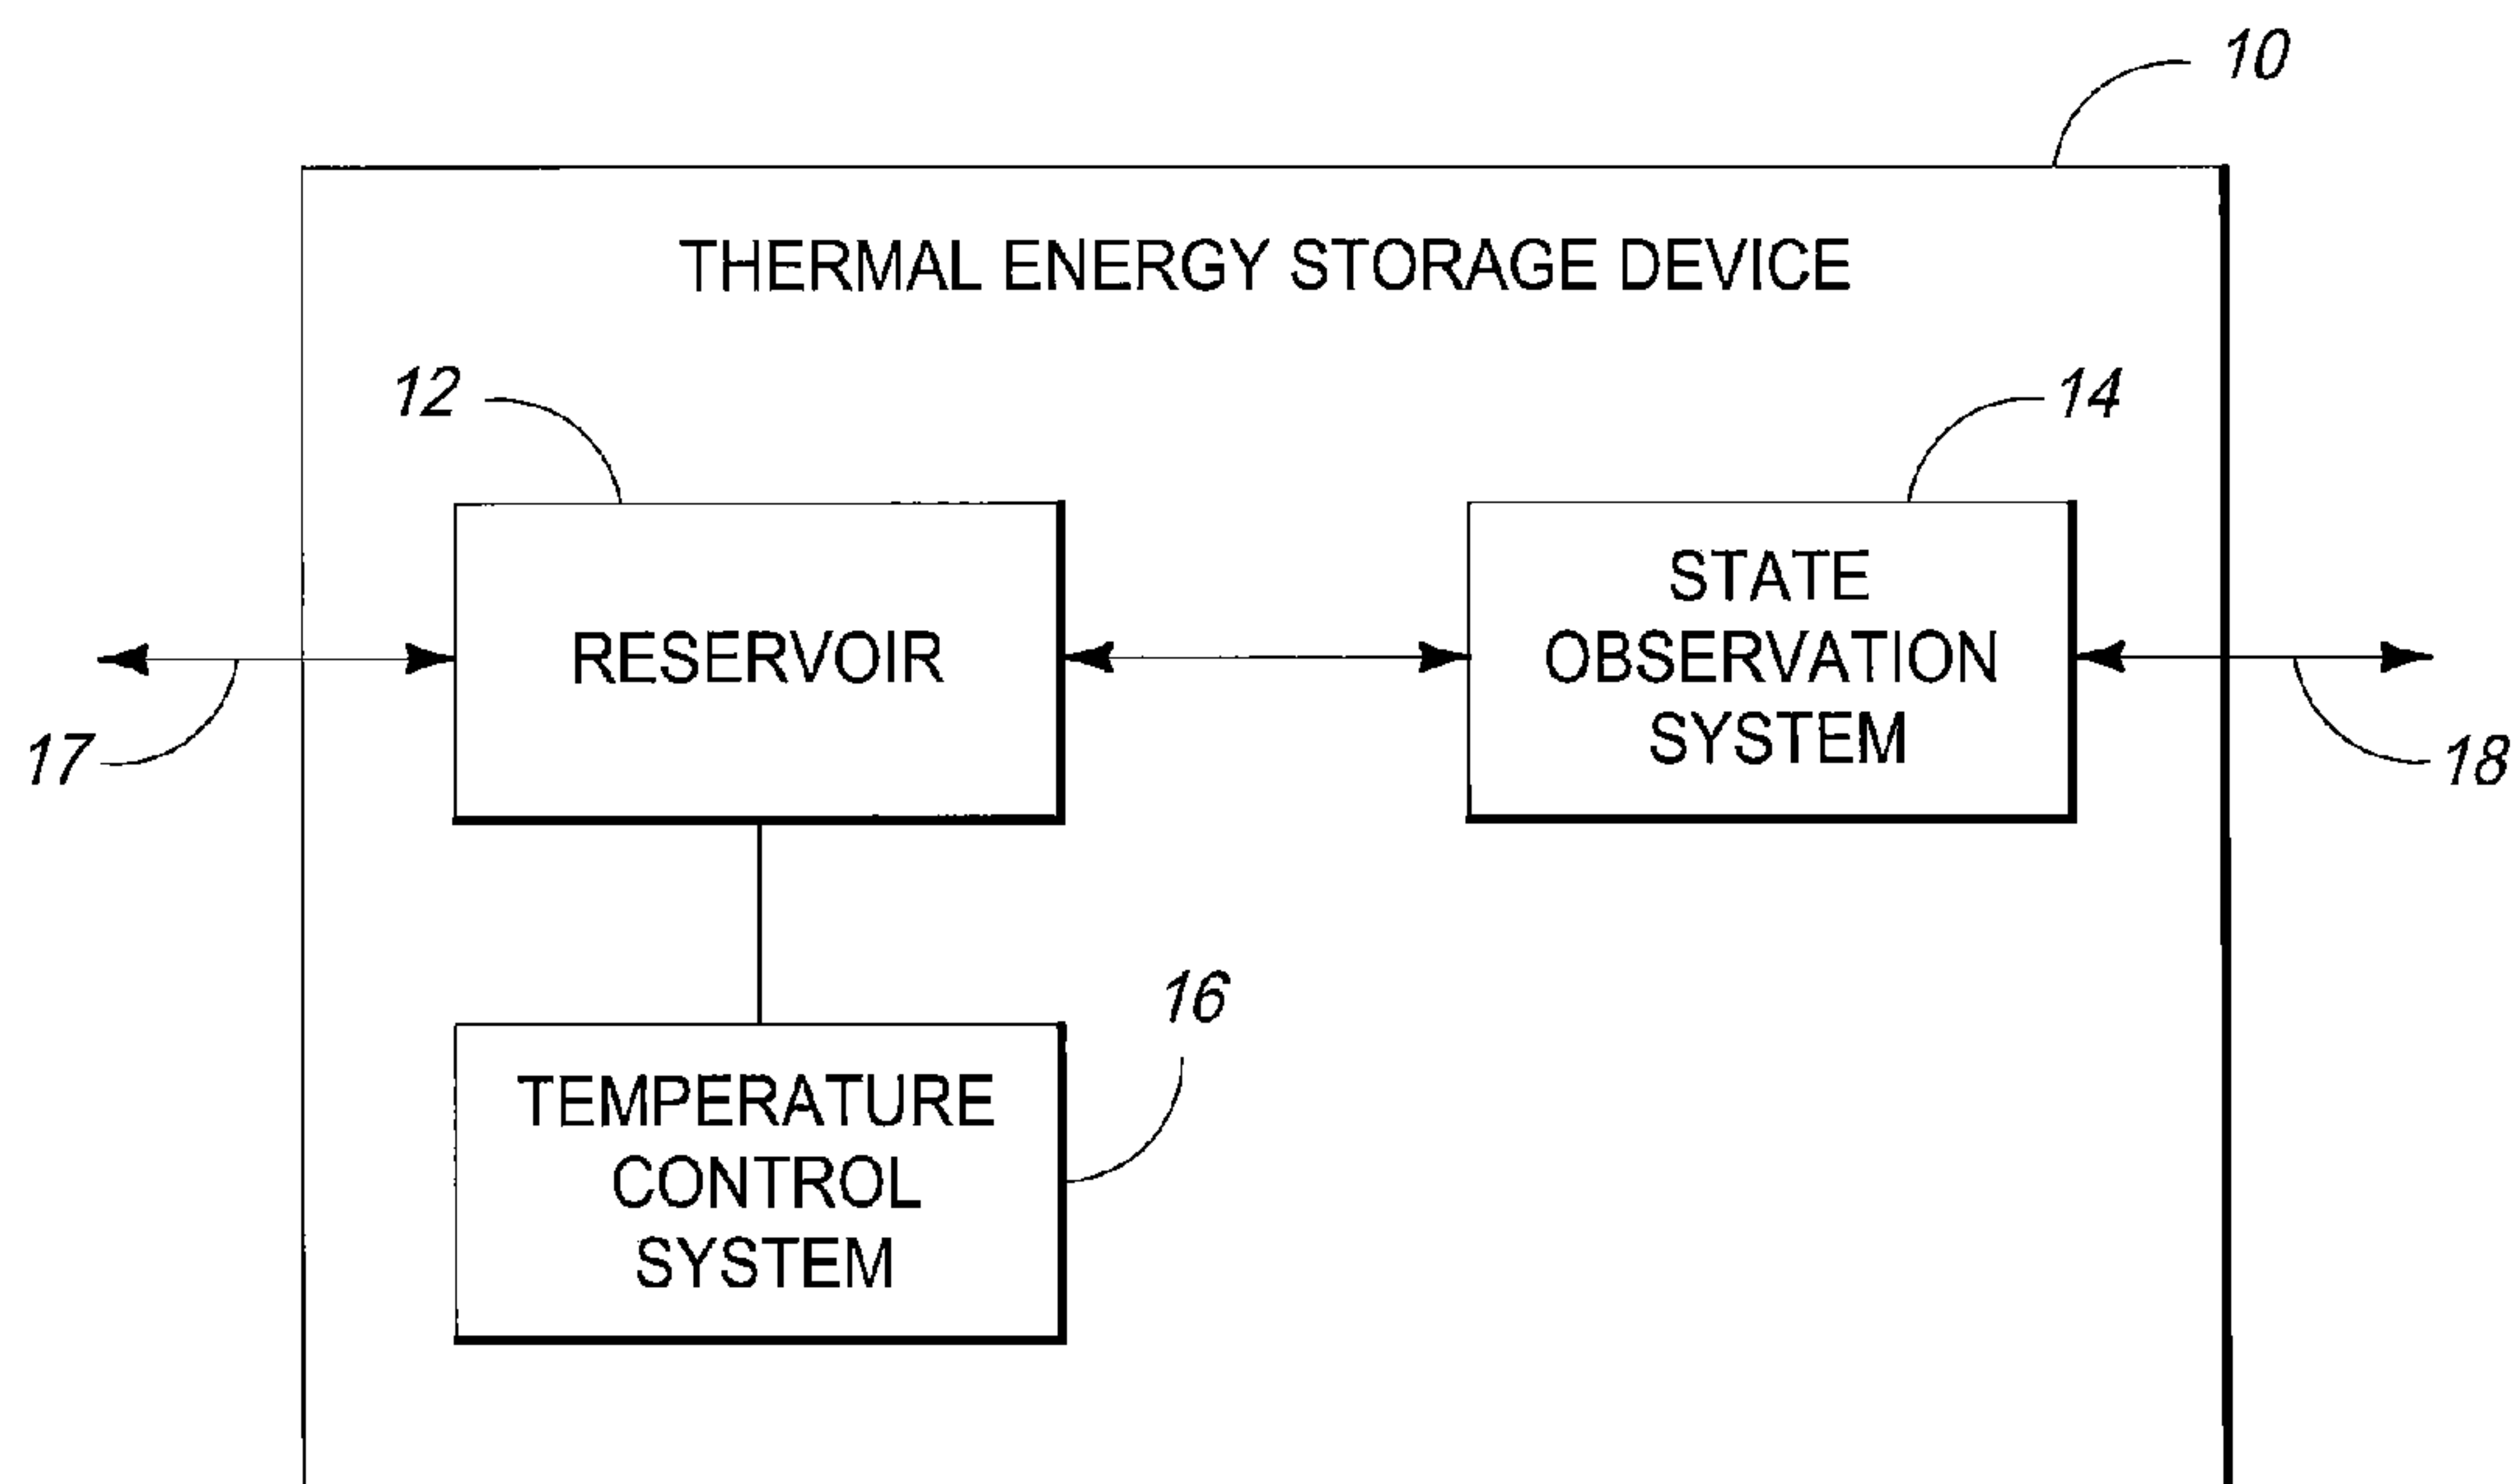 10
THERMAL ENERGY STORAGE DEVICE
12
14
RESERVOIR
STATE
OBSERVATION
SYSTEM
17
18
16
TEMPERATURE
CONTROL
SYSTEM